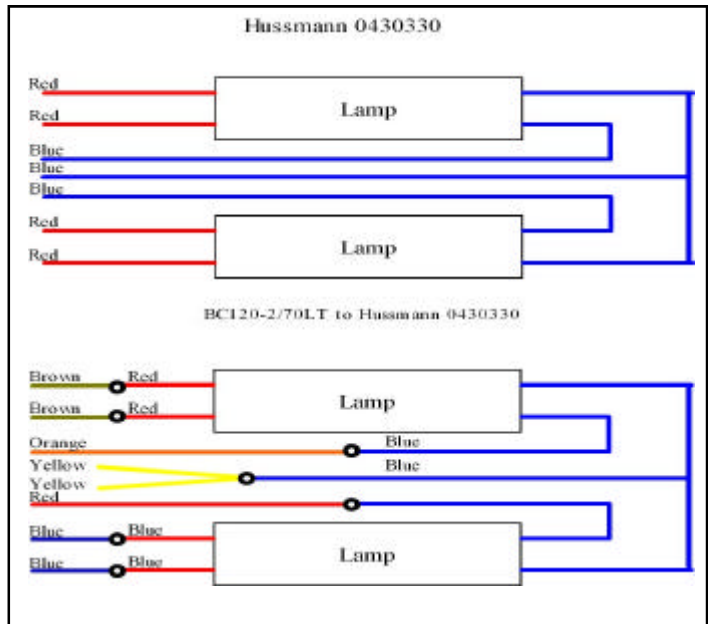 Hussmann 0430330
Red
Lamp
Red
Blue
Blue
Blue
Red
Lamp
Red
BC120-2/70LT to Hussmann 0430330
Brown Red
Lamp
Brown Red
Orange Blue
Yellow Blue
Yellow
Red
Blue Blue
Lamp
Blue Blue